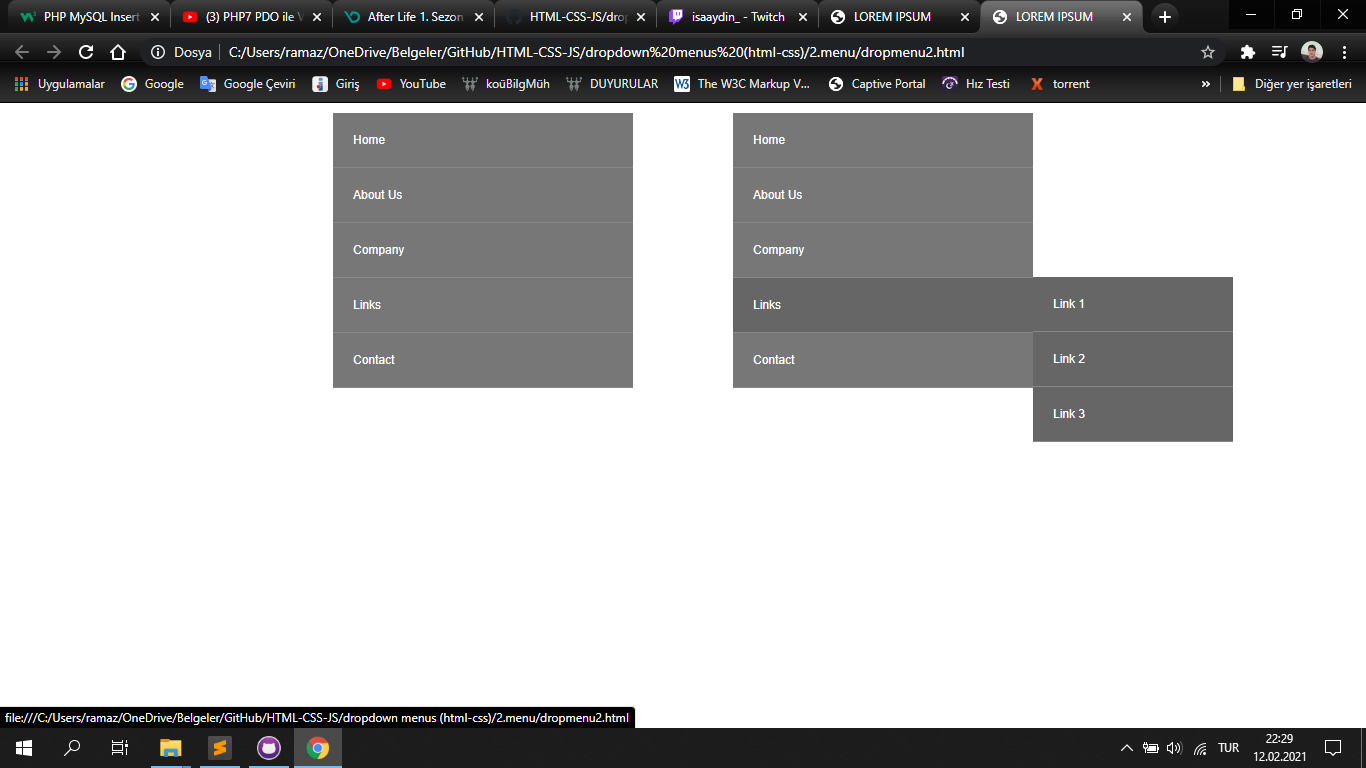 PHP MySQL Insert
(3) PHP7 PDO ile V
After Life 1. Sezon
HTML-CSS-JS/drop
isaaydin_ - Twitch
LOREM IPSUM
LOREM IPSUM
Dosya
C:/Users/ramaz/OneDrive/Belgeler/GitHub/HTML-CSS-JS/dropdown%20menus%20(html-css)/2.menu/dropmenu2.html
Uygulamalar
Google
Google Çeviri
Giriş
YouTube
koüBilgMüh
DUYURULAR
The W3C Markup V...
Captive Portal
Hız Testi
torrent
Diğer yer işaretleri
Home
About Us
Company
Links
Contact
Home
About Us
Company
Links
Contact
Link 1
Link 2
Link 3
file:///C:/Users/ramaz/OneDrive/Belgeler/GitHub/HTML-CSS-JS/dropdown menus (html-css)/2.menu/dropmenu2.html
TUR
22:29
12.02.2021